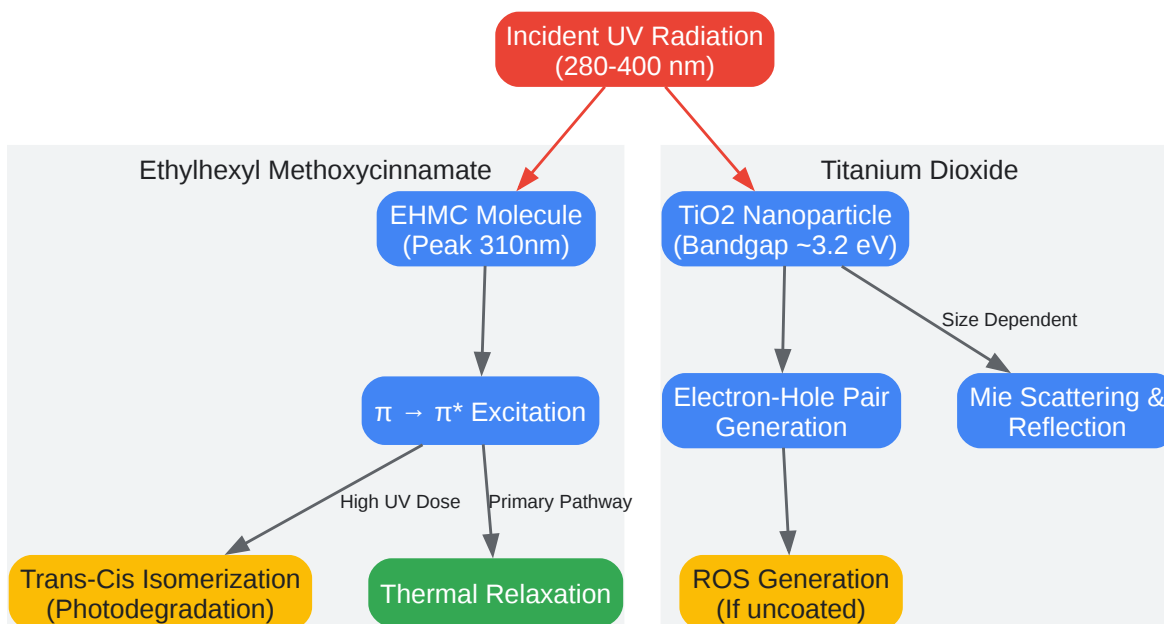 Incident UV Radiation
(280-400 nm)
Ethylhexyl Methoxycinnamate
Titanium Dioxide
EHMC Molecule
(Peak 310nm)
TiO2 Nanoparticle
(Bandgap ~3.2 eV)
Size Dependent
π → π* Excitation
Electron-Hole Pair
Generation
Mie Scattering &
Reflection
High UV Dose
Primary Pathway
Trans-Cis Isomerization
(Photodegradation)
Thermal Relaxation
ROS Generation
(If uncoated)